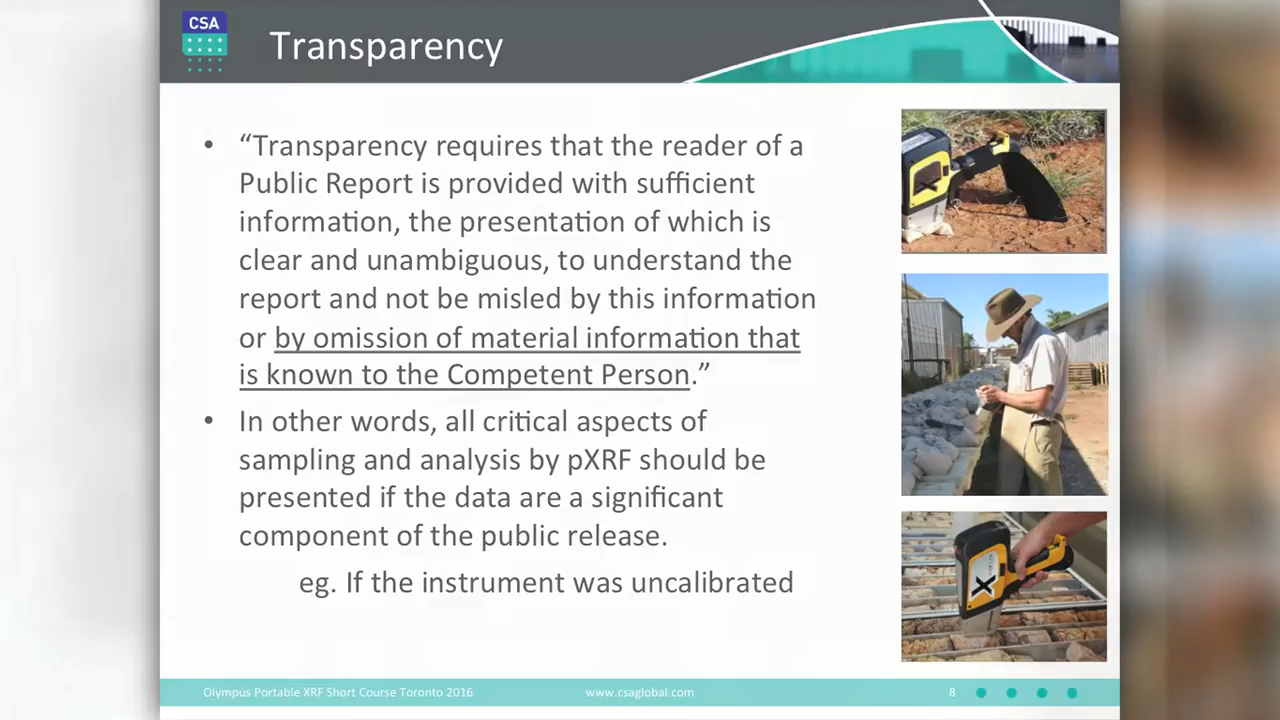 CSA
Transparency
• “Transparency requires that the reader of a
Public Report is provided with sufficient
information, the presentation of which is
clear and unambiguous, to understand the
report and not be misled by this information
or by omission of material information that
is known to the Competent Person.”
• In other words, all critical aspects of
sampling and analysis by pXRF should be
presented if the data are a significant
component of the public release.
eg. If the instrument was uncalibrated
Olympus Portable XRF Short Course Toronto 2016
www.csaglobal.com
8